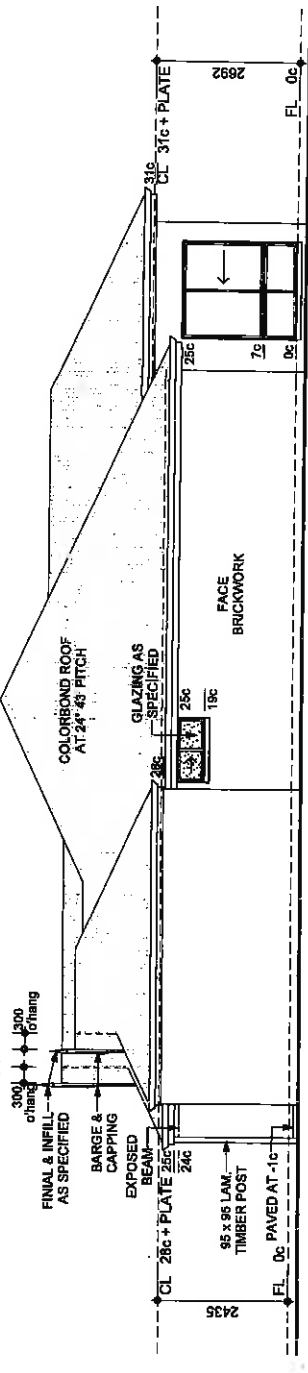 300
o'hang
300
o'hang
FINIAL & INFILL
AS SPECIFIED
BARGE &
CAPPING
EXPOSED
BEAM
COLORBOND ROOF
AT 24° 43' PITCH
GLAZING AS
SPECIFIED
CL 28c + PLATE
24c
28c
25c
19c
31c
CL 31c + PLATE
2692
2435
25c
7c
0c
FACE
BRICKWORK
95 x 95 LAM.
TIMBER POST
PAVED AT -1c
FL 0c
FL 0c